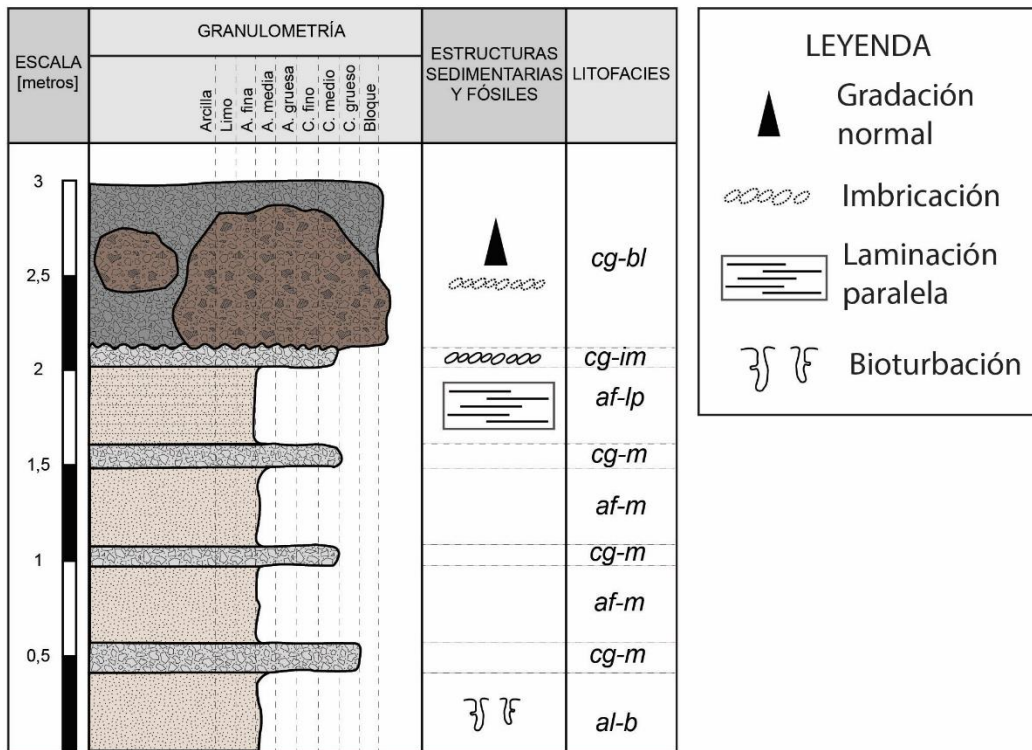 ESCALA
[metros]
GRANULOMETRÍA
Arcilla
Limo
A. fina
A. media
A. gruesa
C. fino
C. medio
C. grueso
Bloque
ESTRUCTURAS
SEDIMENTARIAS
Y FÓSILES
LITOFACIES
3
2,5
2
1,5
1
0,5
cg-bl
cg-im
af-lp
cg-m
af-m
cg-m
af-m
cg-m
al-b
LEYENDA
Gradación
normal
Imbricación
Laminación
paralela
Bioturbación